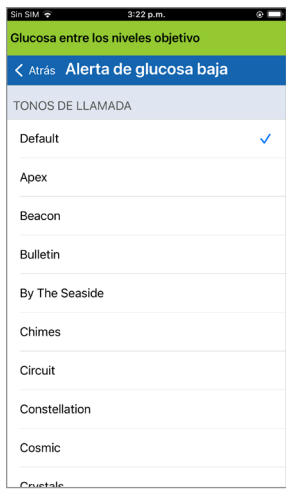 Sin SIM 3:22 p.m.
Glucosa entre los niveles objetivo
Atrás Alerta de glucosa baja
TONOS DE LLAMADA
Default
Apex
Beacon
Bulletin
By The Seaside
Chimes
Circuit
Constellation
Cosmic
Crystals